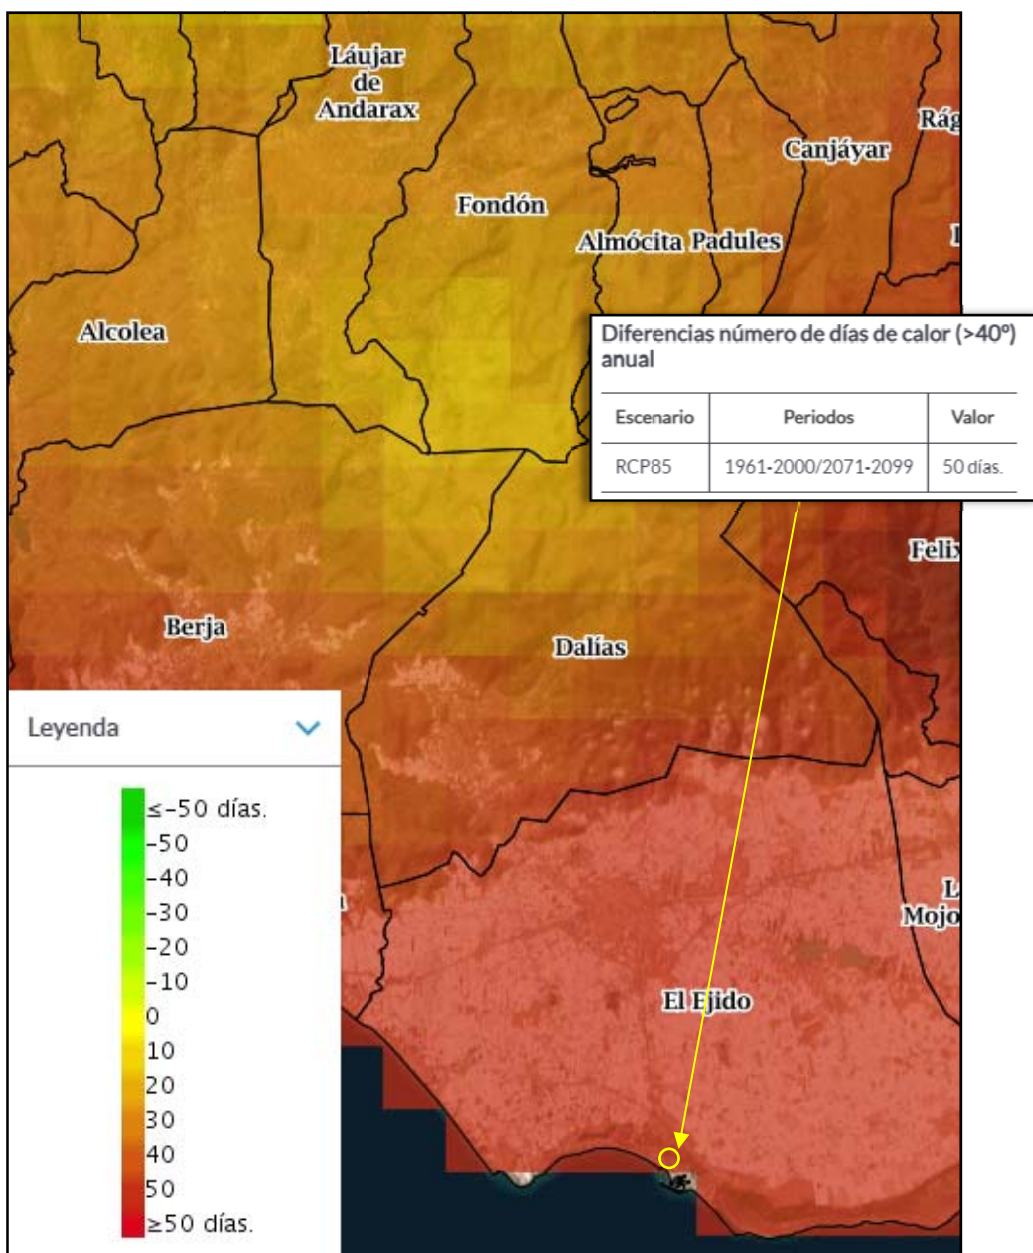 Láujar
de
Andarax
Rág
Canjáyar
Fondón
Almócita
Padules
Alcolea
Diferencias número de días de calor (>40º)
anual
Escenario
Periodos
Valor
RCP85
1961-2000/2071-2099
50 días.
Felix
Berja
Dalías
Leyenda
≤-50 días.
-50
-40
-30
-20
-10
0
10
20
30
40
50
≥50 días.
L
Mojo
El Ejido